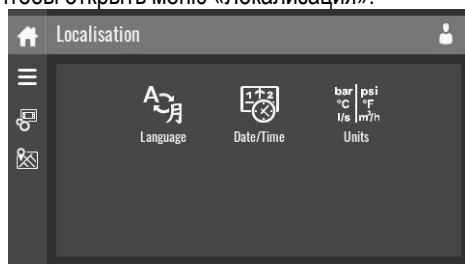 чтобы открыть меню «Локализация».
Localisation
bar psi
°C °F
l/s m³/h
Language Date/Time Units